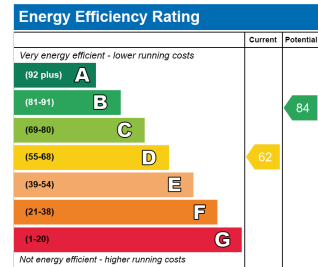 Energy Efficiency Rating
Current Potential
Very energy efficient - lower running costs
(92 plus) A
(81-91) B
84
(69-80) C
(55-68) D
62
(39-54) E
(21-38) F
(1-20) G
Not energy efficient - higher running costs